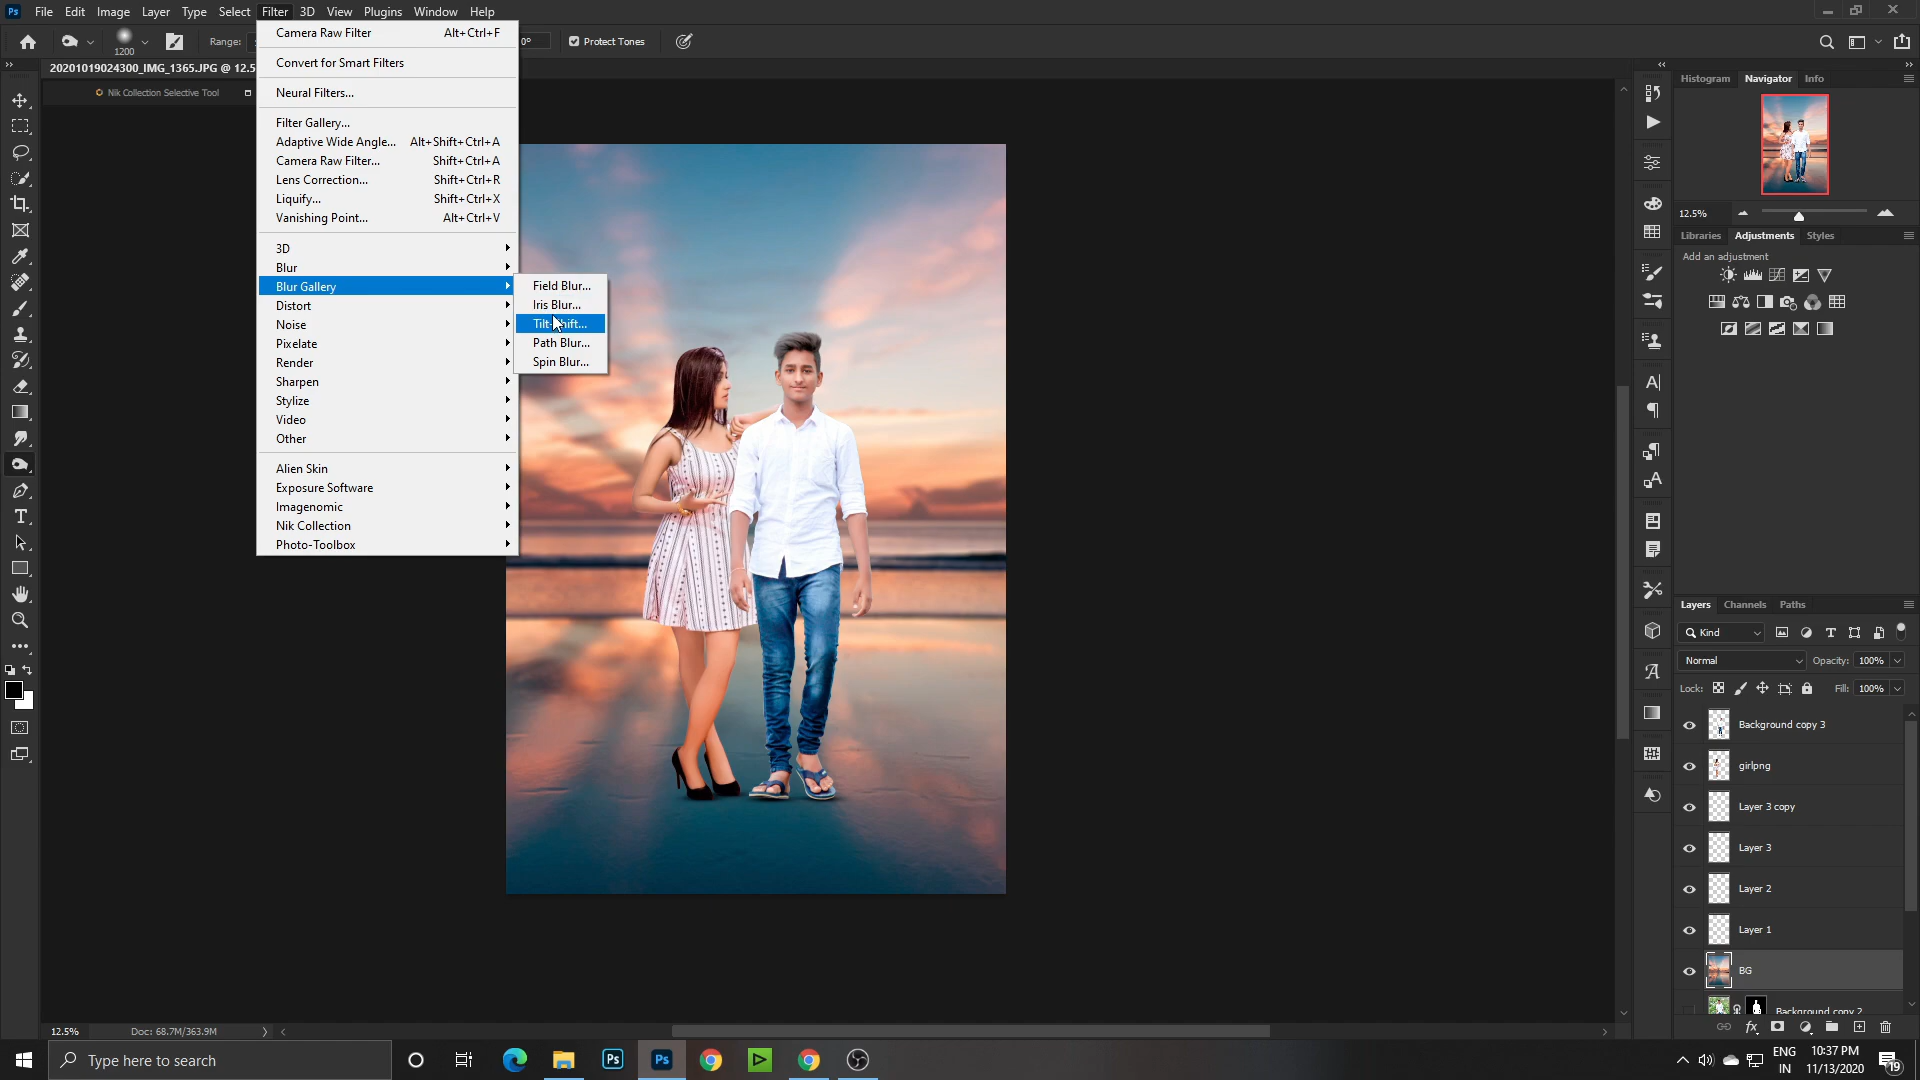 Ps File Edit Image Layer Type Select Filter 3D View Plugins Window Help
1200 Range: 0° Protect Tones
20201019024300_IMG_1365.JPG @ 12.5
Nik Collection Selective Tool
Camera Raw Filter Alt+Ctrl+F
Convert for Smart Filters
Neural Filters...
Filter Gallery...
Adaptive Wide Angle... Alt+Shift+Ctrl+A
Camera Raw Filter... Shift+Ctrl+A
Lens Correction... Shift+Ctrl+R
Liquify... Shift+Ctrl+X
Vanishing Point... Alt+Ctrl+V
3D
Blur
Blur Gallery
Distort
Noise
Pixelate
Render
Sharpen
Stylize
Video
Other
Alien Skin
Exposure Software
Imagenomic
Nik Collection
Photo-Toolbox
Field Blur...
Iris Blur...
Tilt-Shift...
Path Blur...
Spin Blur...
Histogram Navigator Info
12.5%
Libraries Adjustments Styles
Add an adjustment
Layers Channels Paths
Kind
Normal Opacity: 100%
Lock: Fill: 100%
Background copy 3
girlpng
Layer 3 copy
Layer 3
Layer 2
Layer 1
BG
Background copy 2
12.5% Doc: 68.7M/363.9M
Type here to search
Ps Ps
ENG
IN
10:37 PM
11/13/2020
19